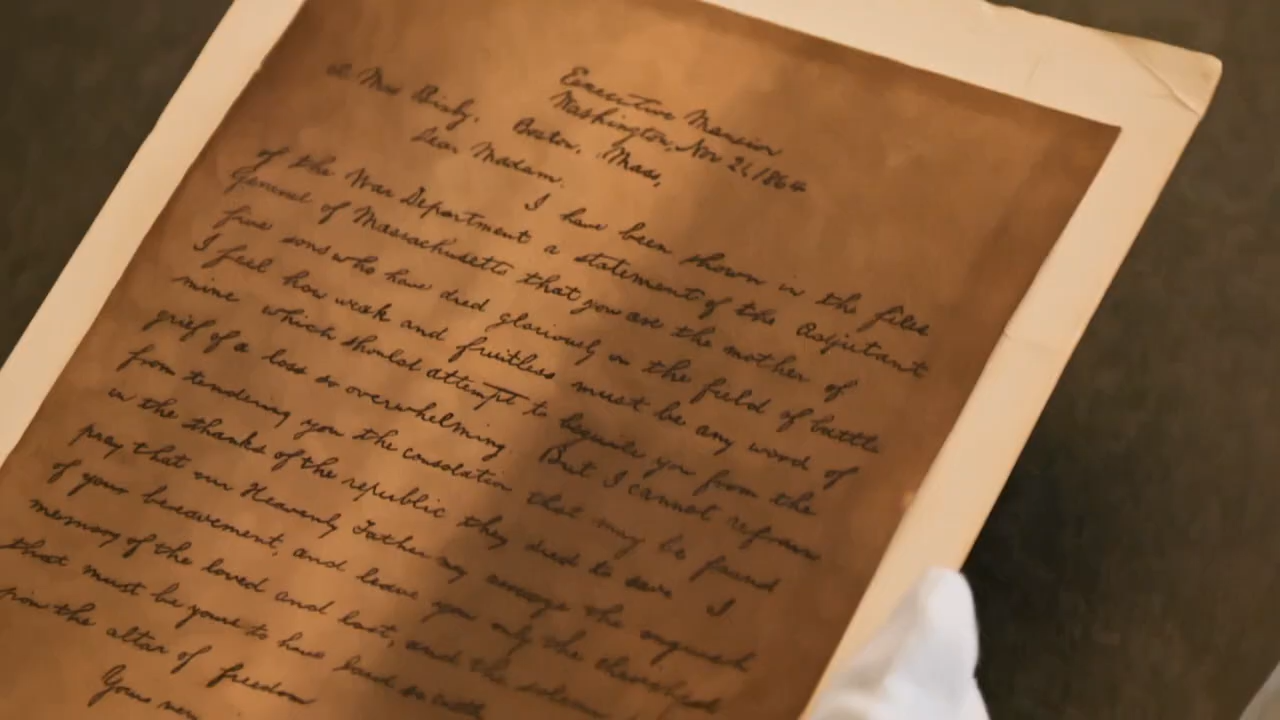 Executive Mansion
Washington, Nov 21, 1864
Mrs Bixby, Boston, Mass,
Dear Madam.
I have been shown in the files
of the War Department a statement of the Adjutant
General of Massachusetts that you are the mother of
five sons who have died gloriously on the field of battle
I feel how weak and fruitless must be any word of
mine which should attempt to beguile you from the
grief of a loss so overwhelming. But I cannot refrain
from tendering you the consolation that may be found
in the thanks of the republic they died to save I
pray that our Heavenly Father may assuage the anguish
of your bereavement, and leave you only the cherished
memory of the loved and lost, and the solemn
that must be yours to have laid so
the altar of freedom
Yours very